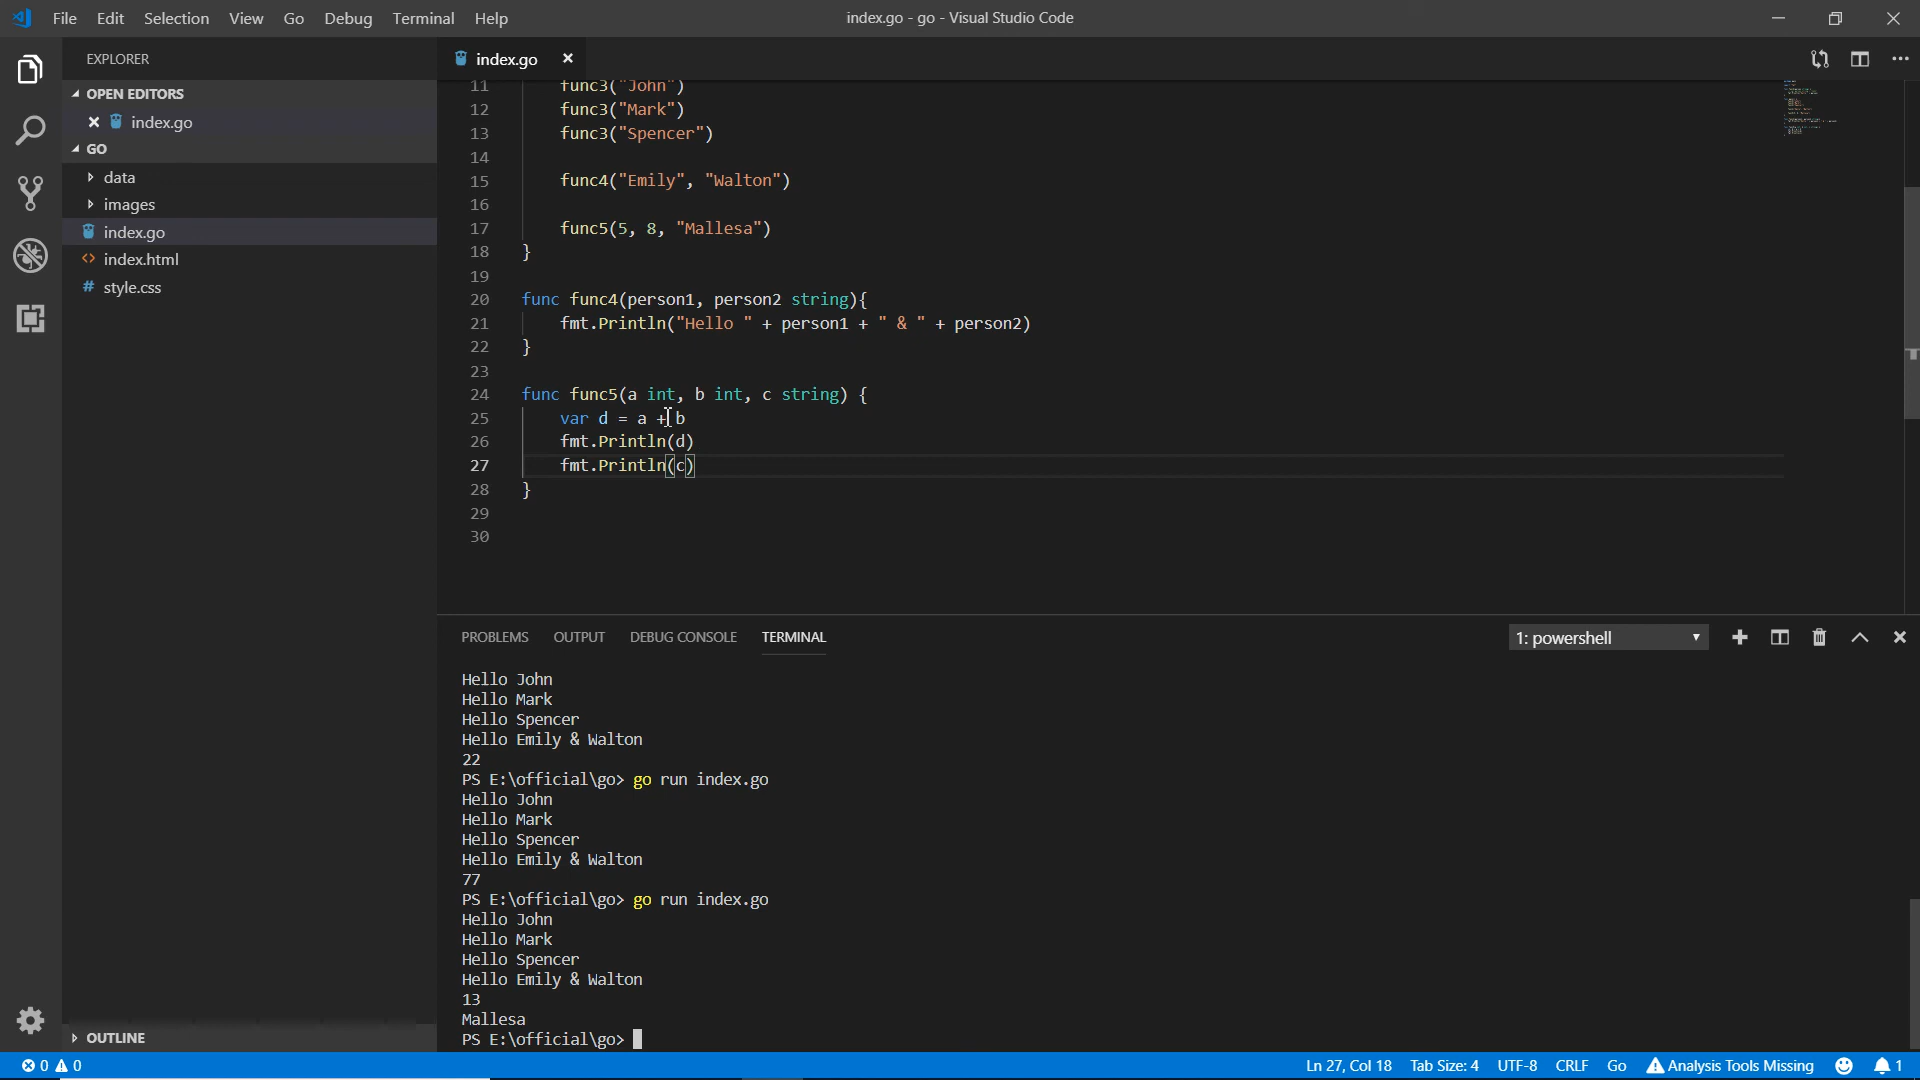 File Edit Selection View Go Debug Terminal Help
index.go - go - Visual Studio Code
EXPLORER
OPEN EDITORS
index.go
GO
data
images
index.go
index.html
style.css
OUTLINE
index.go
11 func3("John")
12 func3("Mark")
13 func3("Spencer")
14
15 func4("Emily", "Walton")
16
17 func5(5, 8, "Mallesa")
18 }
19
20 func func4(person1, person2 string){
21 fmt.Println("Hello " + person1 + " & " + person2)
22 }
23
24 func func5(a int, b int, c string) {
25 var d = a + b
26 fmt.Println(d)
27 fmt.Println(c)
28 }
29
30
PROBLEMS OUTPUT DEBUG CONSOLE TERMINAL
1: powershell
Hello John
Hello Mark
Hello Spencer
Hello Emily & Walton
22
PS E:\official\go> go run index.go
Hello John
Hello Mark
Hello Spencer
Hello Emily & Walton
77
PS E:\official\go> go run index.go
Hello John
Hello Mark
Hello Spencer
Hello Emily & Walton
13
Mallesa
PS E:\official\go>
0 0
Ln 27, Col 18 Tab Size: 4 UTF-8 CRLF Go Analysis Tools Missing 1